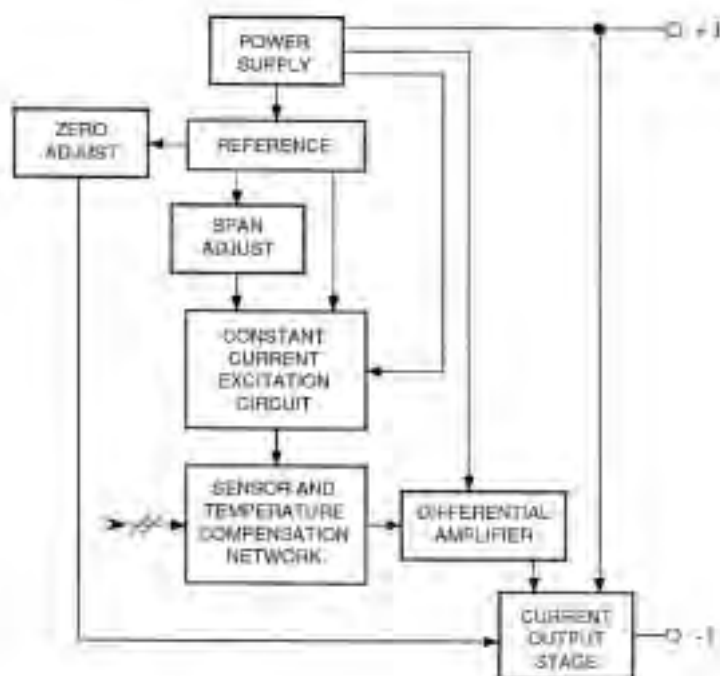 POWER
SUPPLY
ZERO
ADJUST
REFERENCE
SPAN
ADJUST
CONSTANT
CURRENT
EXCITATION
CIRCUIT
SENSOR AND
TEMPERATURE
COMPENSATION
NETWORK
DIFFERENTIAL
AMPLIFIER
CURRENT
OUTPUT
STAGE